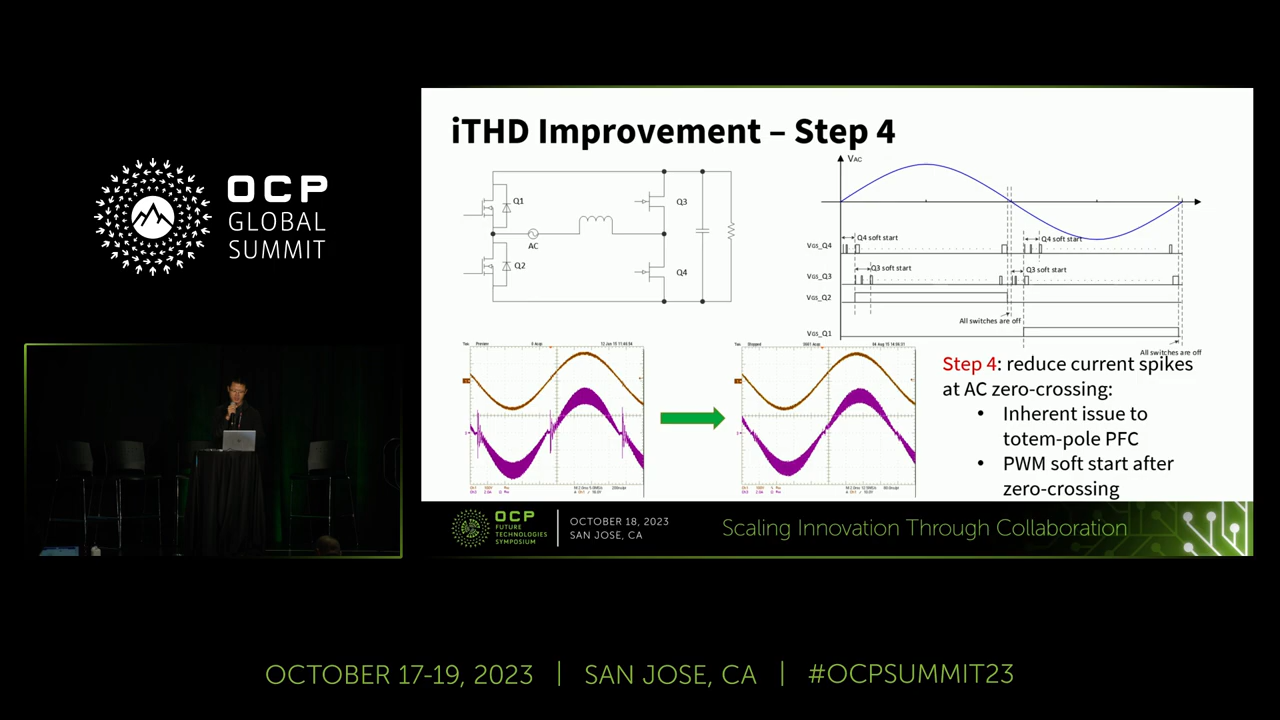 OCP
GLOBAL
SUMMIT
iTHD Improvement – Step 4
Q1
Q2
Q3
Q4
AC
VAC
VGS_Q4
Q4 soft start
Q4 soft start
VGS_Q3
Q3 soft start
Q3 soft start
VGS_Q2
All switches are off
VGS_Q1
All switches are off
Step 4: reduce current spikes
at AC zero-crossing:
• Inherent issue to
totem-pole PFC
• PWM soft start after
zero-crossing
OCP
FUTURE
TECHNOLOGIES
SYMPOSIUM
OCTOBER 18, 2023
SAN JOSE, CA
Scaling Innovation Through Collaboration
OCTOBER 17-19, 2023 | SAN JOSE, CA | #OCPSUMMIT23